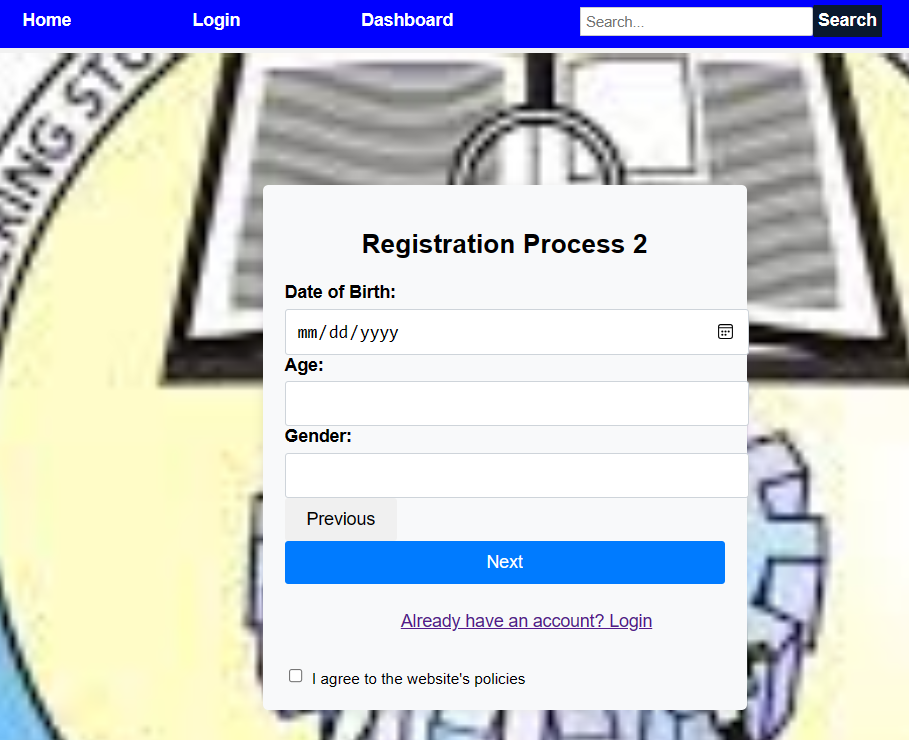 Home Login Dashboard Search... Search
ERING STU
Registration Process 2
Date of Birth:
mm/dd/yyyy
Age:
Gender:
Previous
Next
Already have an account? Login
I agree to the website's policies